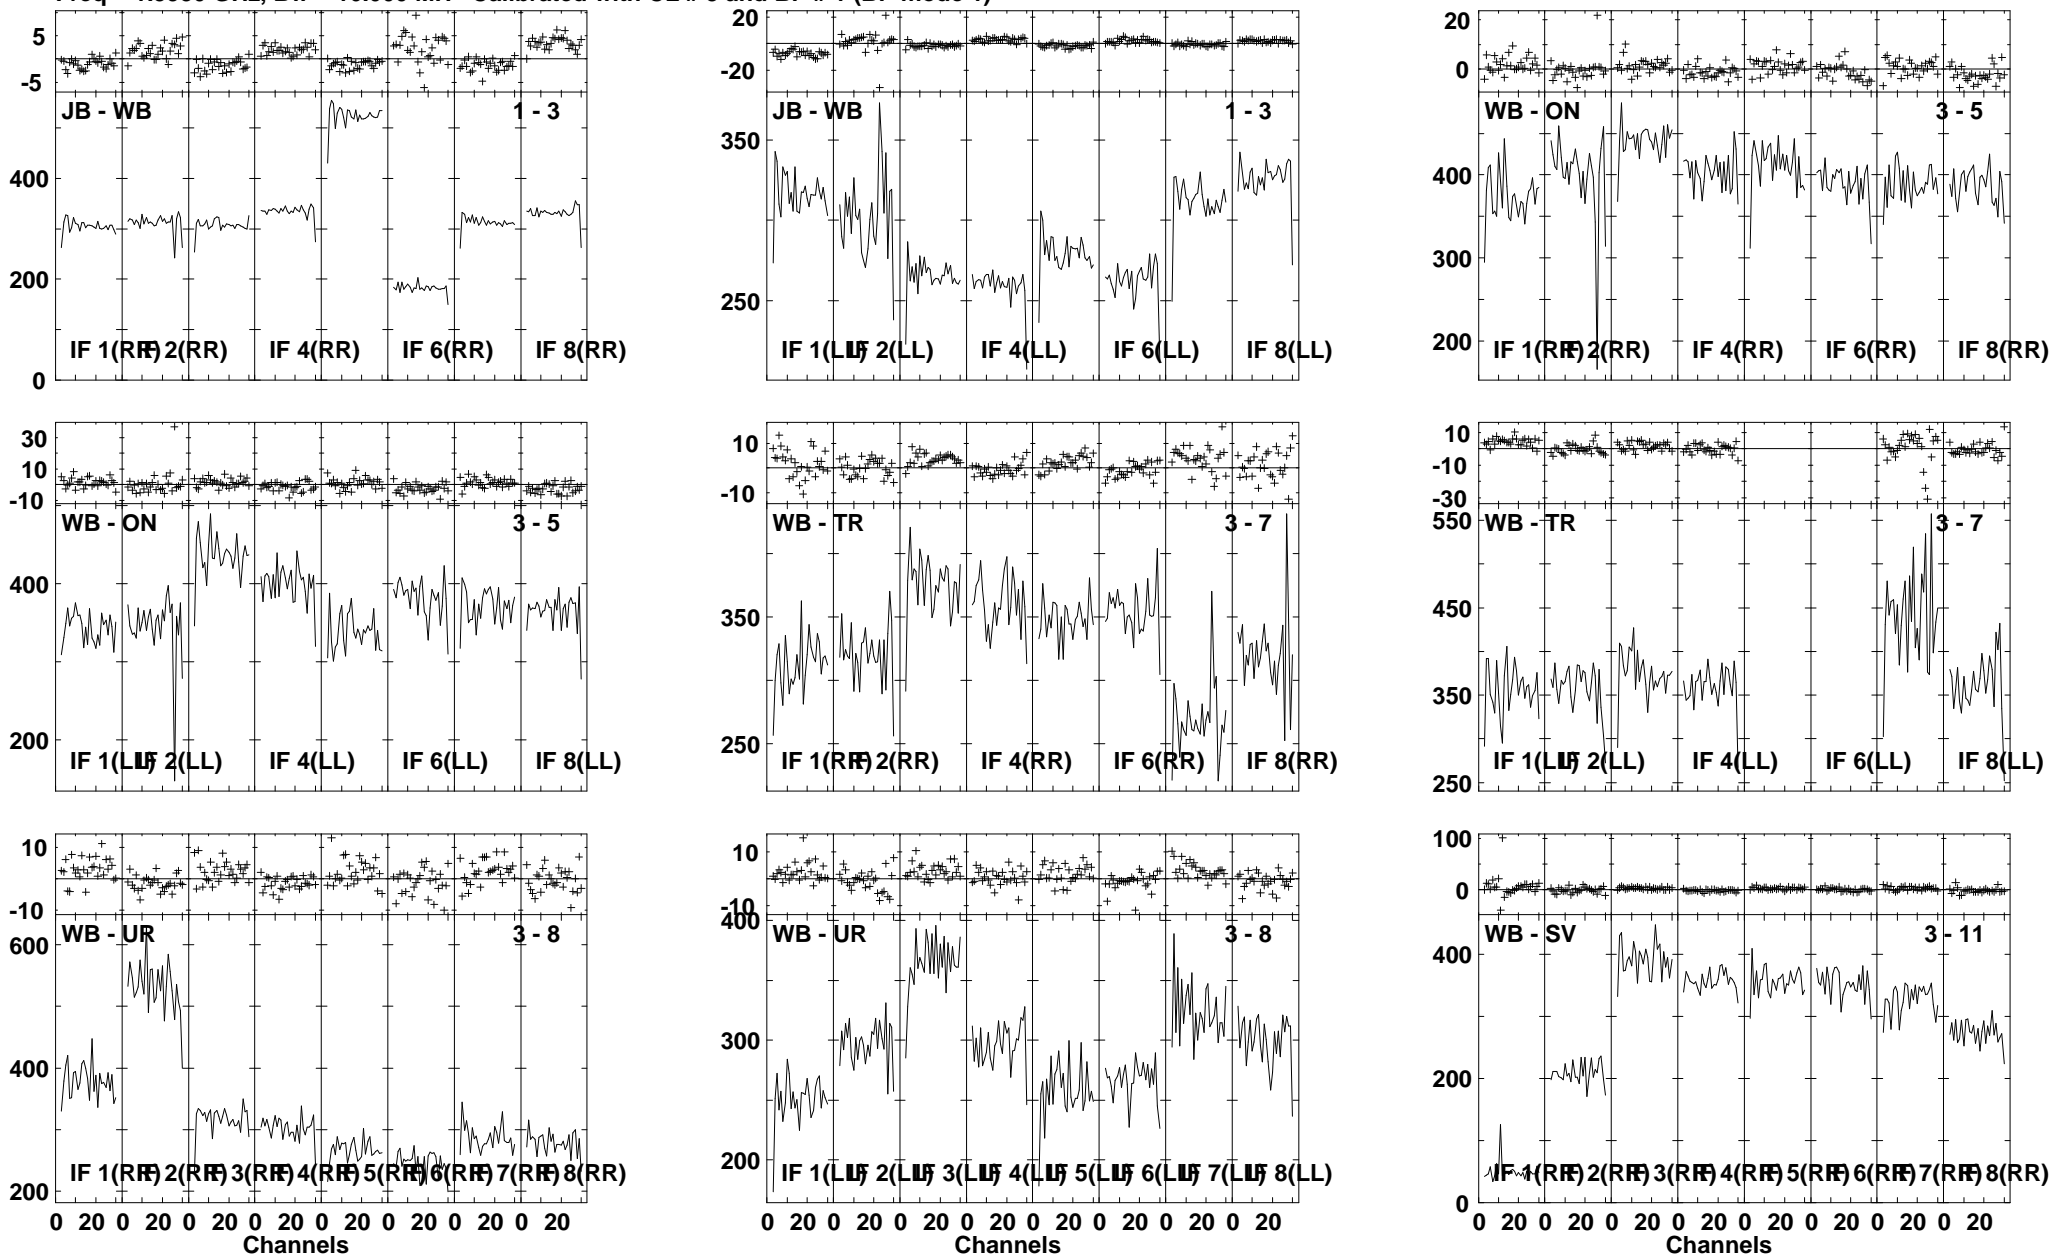 5
-5
JB - WB
1 - 3
400
200
0
IF 1(RR)
IF 2(RR)
IF 4(RR)
IF 6(RR)
IF 8(RR)
20
-20
JB - WB
1 - 3
350
250
IF 1(LL)
IF 2(LL)
IF 4(LL)
IF 6(LL)
IF 8(LL)
20
0
WB - ON
3 - 5
400
300
200
IF 1(RR)
IF 2(RR)
IF 4(RR)
IF 6(RR)
IF 8(RR)
30
10
-10
WB - ON
3 - 5
400
200
IF 1(LL)
IF 2(LL)
IF 4(LL)
IF 6(LL)
IF 8(LL)
10
-10
WB - TR
3 - 7
350
250
IF 1(RR)
IF 2(RR)
IF 4(RR)
IF 6(RR)
IF 8(RR)
10
-10
-30
WB - TR
3 - 7
550
450
350
250
IF 1(LL)
IF 2(LL)
IF 4(LL)
IF 6(LL)
IF 8(LL)
10
-10
WB - UR
3 - 8
600
400
200
IF 1(RR)
IF 2(RR)
IF 3(RR)
IF 4(RR)
IF 5(RR)
IF 6(RR)
IF 7(RR)
IF 8(RR)
0 20 0 20 0 20 0 20 0 20 0 20 0 20 0 20
Channels
10
-10
WB - UR
3 - 8
400
300
200
IF 1(LL)
IF 2(LL)
IF 3(LL)
IF 4(LL)
IF 5(LL)
IF 6(LL)
IF 7(LL)
IF 8(LL)
0 20 0 20 0 20 0 20 0 20 0 20 0 20 0 20
Channels
100
0
WB - SV
3 - 11
400
200
0
IF 1(RR)
IF 2(RR)
IF 3(RR)
IF 4(RR)
IF 5(RR)
IF 6(RR)
IF 7(RR)
IF 8(RR)
0 20 0 20 0 20 0 20 0 20 0 20 0 20 0 20
Channels